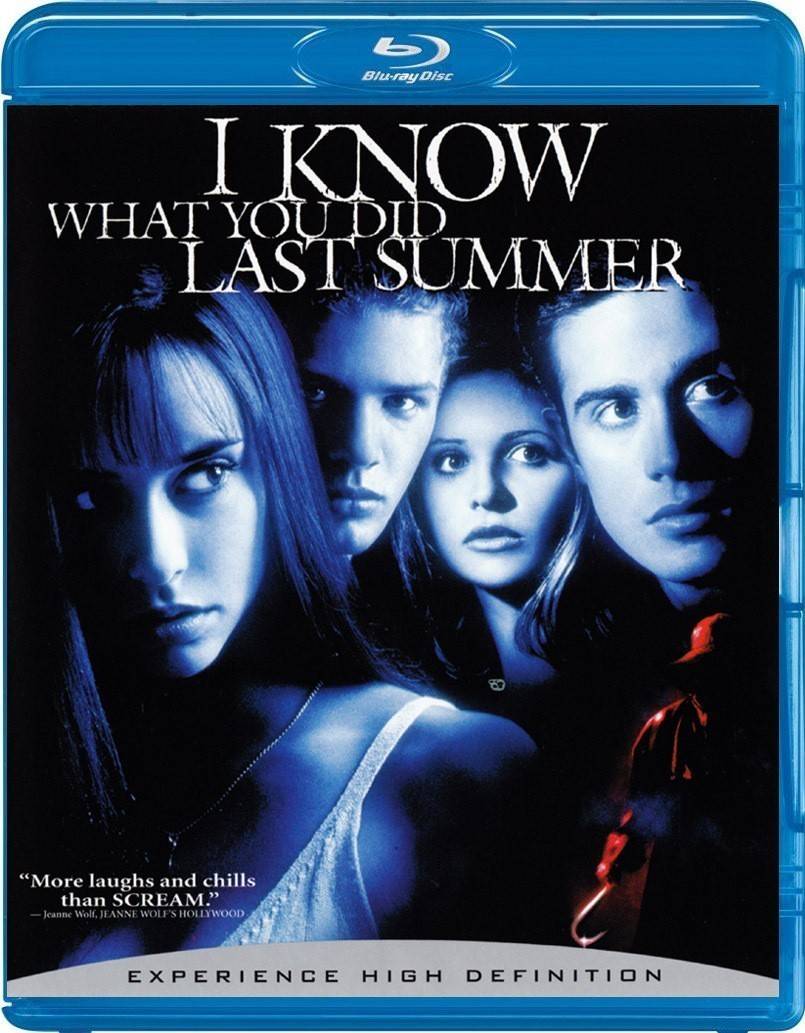 Blu-ray Disc
I KNOW
WHAT YOU DID
LAST SUMMER
“More laughs and chills
than SCREAM.”
— Jeanne Wolf, JEANNE WOLF'S HOLLYWOOD
EXPERIENCE HIGH DEFINITION